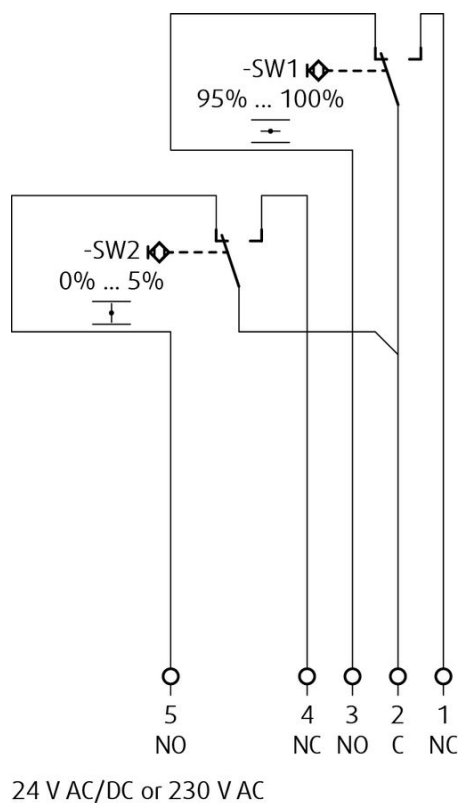 -SW1
95% ... 100%
-SW2
0% ... 5%
5 4 3 2 1
NO NC NO C NC
24 V AC/DC or 230 V AC